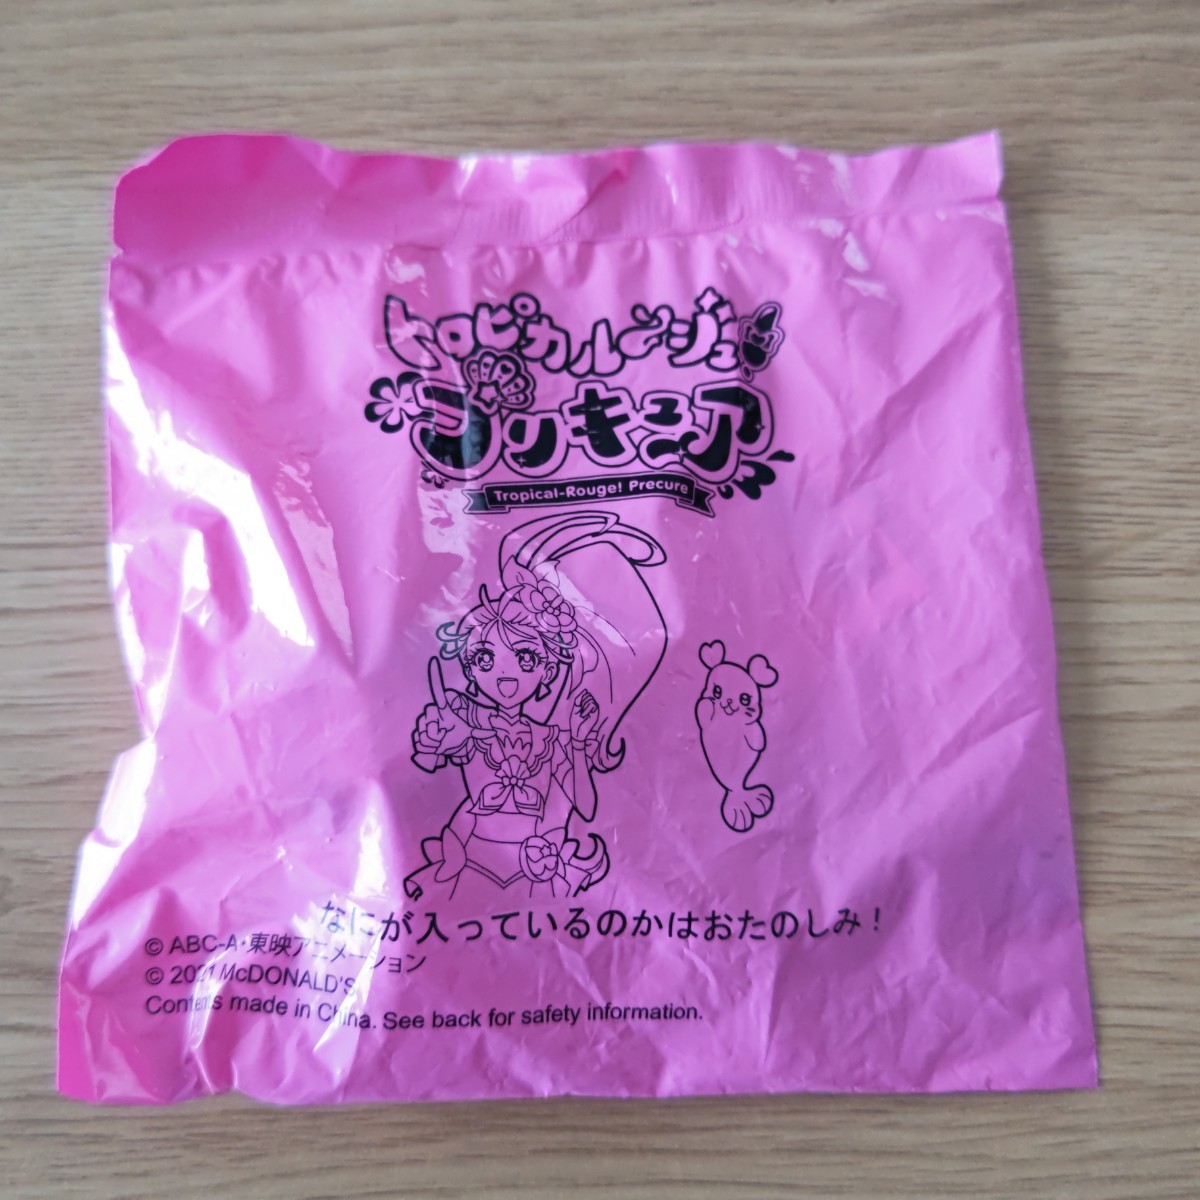 トロピカル〜ジュ
プリキュア
Tropical-Rouge! Precure
なにが入っているのかはおたのしみ！
© ABC-A・東映アニメーション
© 2021 McDONALD'S
Contents made in China. See back for safety information.